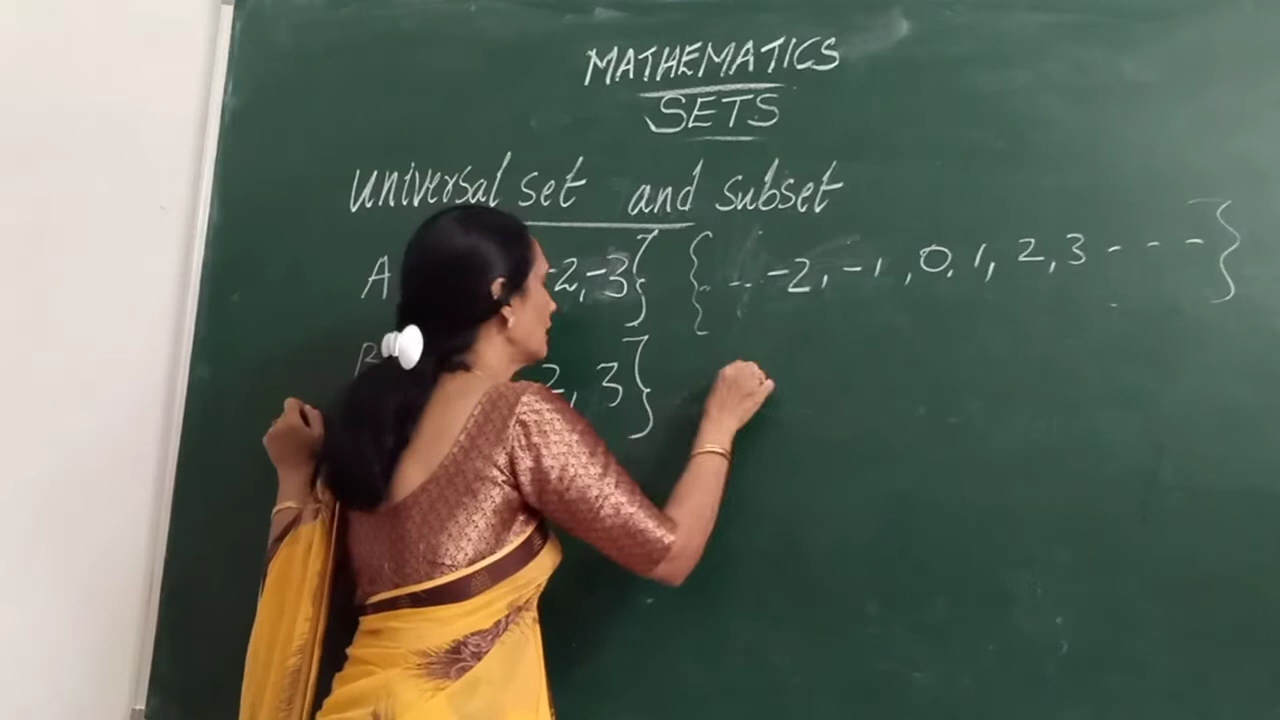 MATHEMATICS
SETS
universal set and subset
A -2,-3} {... -2, -1, 0, 1, 2, 3 - - -}
B 2, 3}